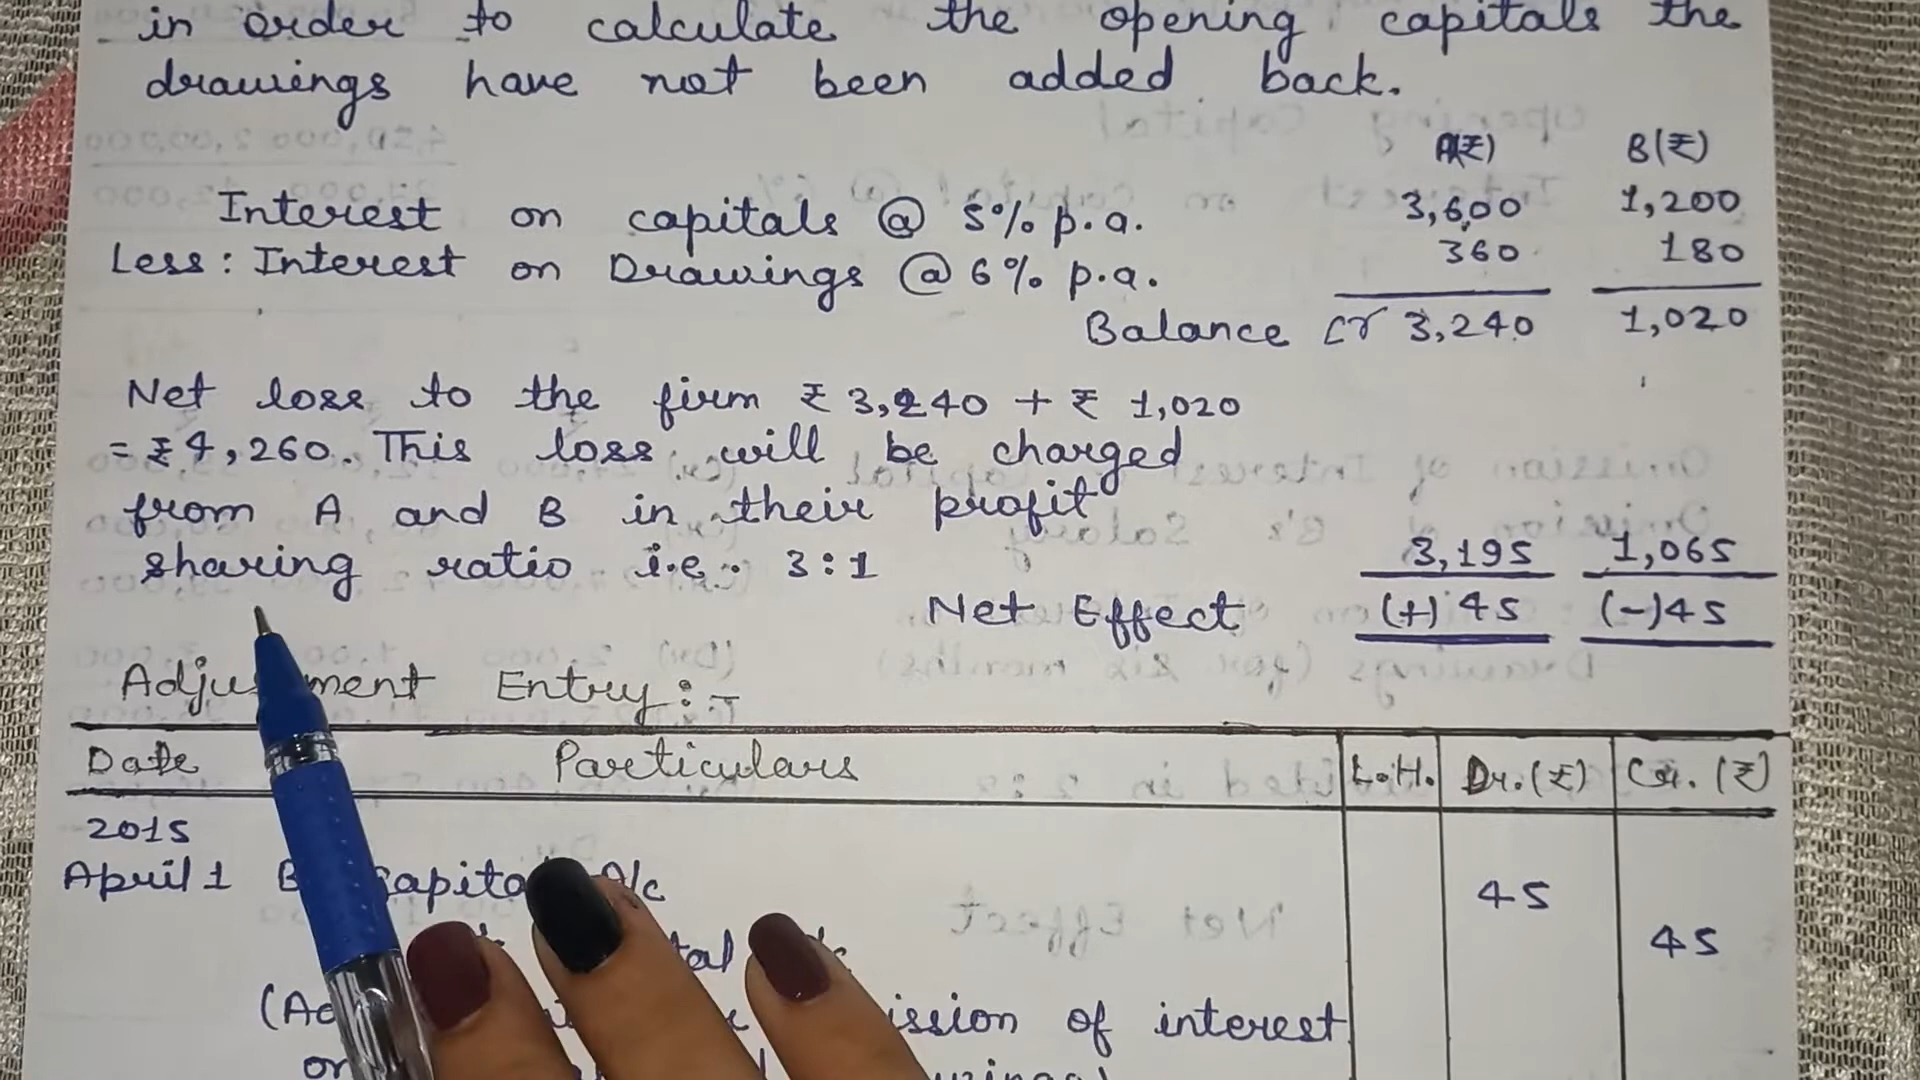 in order to calculate the opening capitals the
drawings have not been added back.
A(₹) B(₹)
Interest on capitals @ 5% p.a. 3,600 1,200
Less: Interest on Drawings @ 6% p.a. 360 180
Balance Cr 3,240 1,020
Net loss to the firm ₹ 3,240 + ₹ 1,020
= ₹4,260. This loss will be charged
from A and B in their profit
sharing ratio i.e. 3:1 3,195 1,065
Net Effect (+) 45 (-)45
Entry:-
Date Particulars Dr.(₹) Cr.(₹)
2015
April 1 B A/c 45
45
of interest